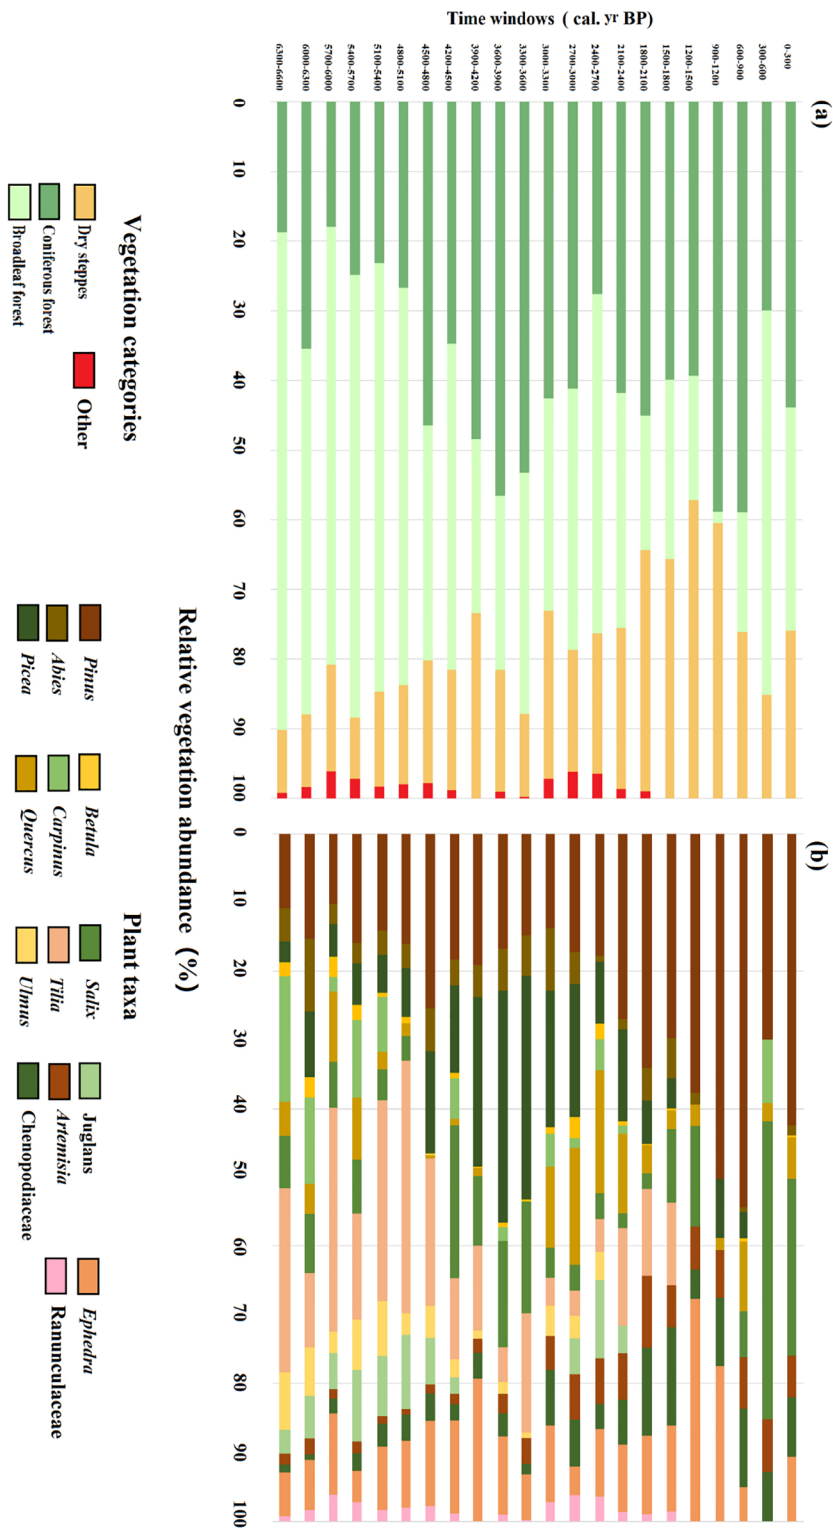 (a)
(b)
Time windows ( cal. yr BP)
0-300
300-600
600-900
900-1200
1200-1500
1500-1800
1800-2100
2100-2400
2400-2700
2700-3000
3000-3300
3300-3600
3600-3900
3900-4200
4200-4500
4500-4800
4800-5100
5100-5400
5400-5700
5700-6000
6000-6300
6300-6600
0 10 20 30 40 50 60 70 80 90 100
0 10 20 30 40 50 60 70 80 90 100
Relative vegetation abundance (%)
Vegetation categories
Dry steppes
Other
Coniferous forest
Broadleaf forest
Plant taxa
Pinus
Betula
Salix
Juglans
Ephedra
Abies
Carpinus
Tilia
Artemisia
Ranunculaceae
Picea
Quercus
Ulmus
Chenopodiaceae